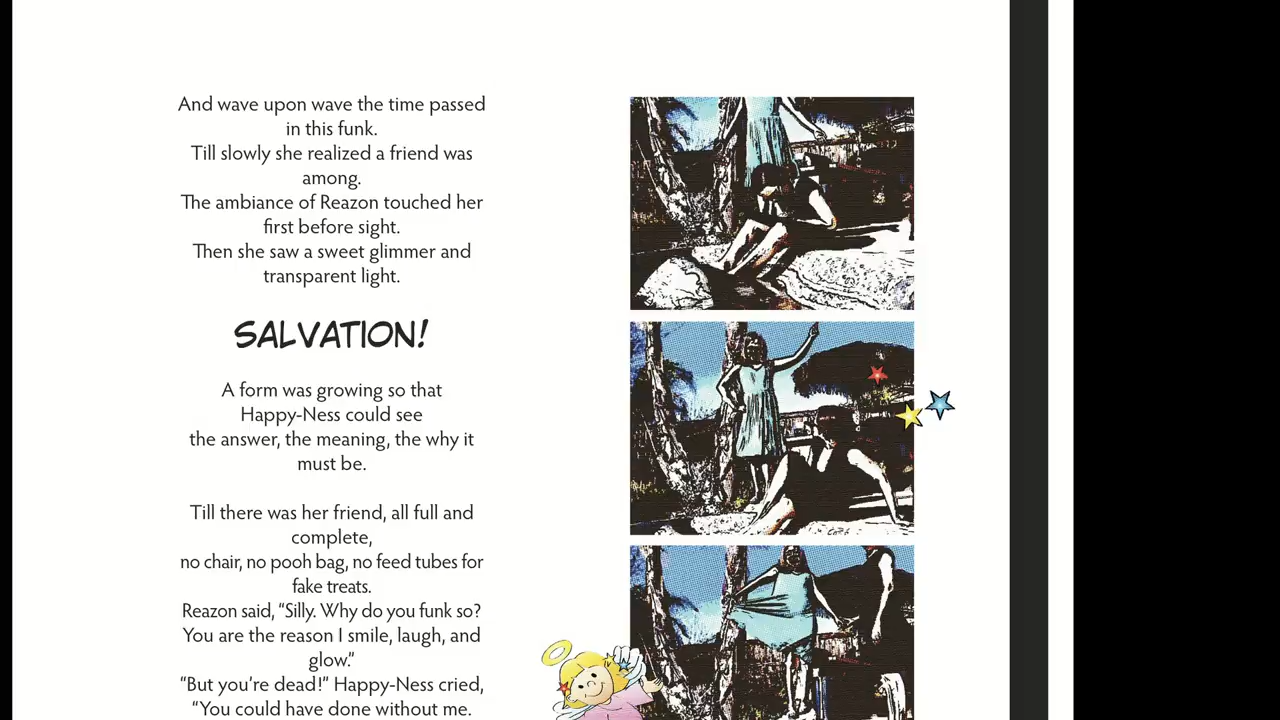 And wave upon wave the time passed
in this funk.
Till slowly she realized a friend was
among.
The ambiance of Reazon touched her
first before sight.
Then she saw a sweet glimmer and
transparent light.
SALVATION!
A form was growing so that
Happy-Ness could see
the answer, the meaning, the why it
must be.
Till there was her friend, all full and
complete,
no chair, no pooh bag, no feed tubes for
fake treats.
Reazon said, “Silly. Why do you funk so?
You are the reason I smile, laugh, and
glow.”
“But you’re dead!” Happy-Ness cried,
“You could have done without me.